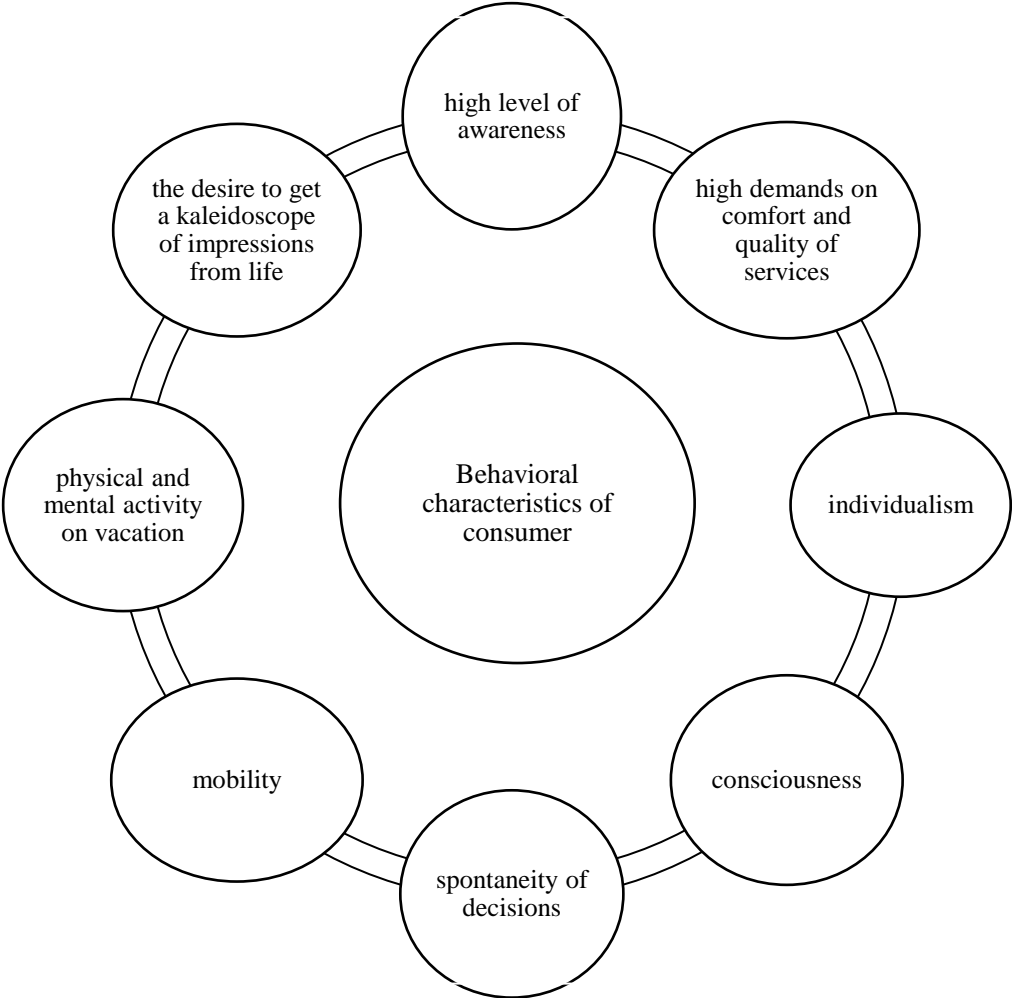 high level of
awareness
the desire to get
a kaleidoscope
of impressions
from life
high demands on
comfort and
quality of
services
physical and
mental activity
on vacation
Behavioral
characteristics of
consumer
individualism
mobility
consciousness
spontaneity of
decisions